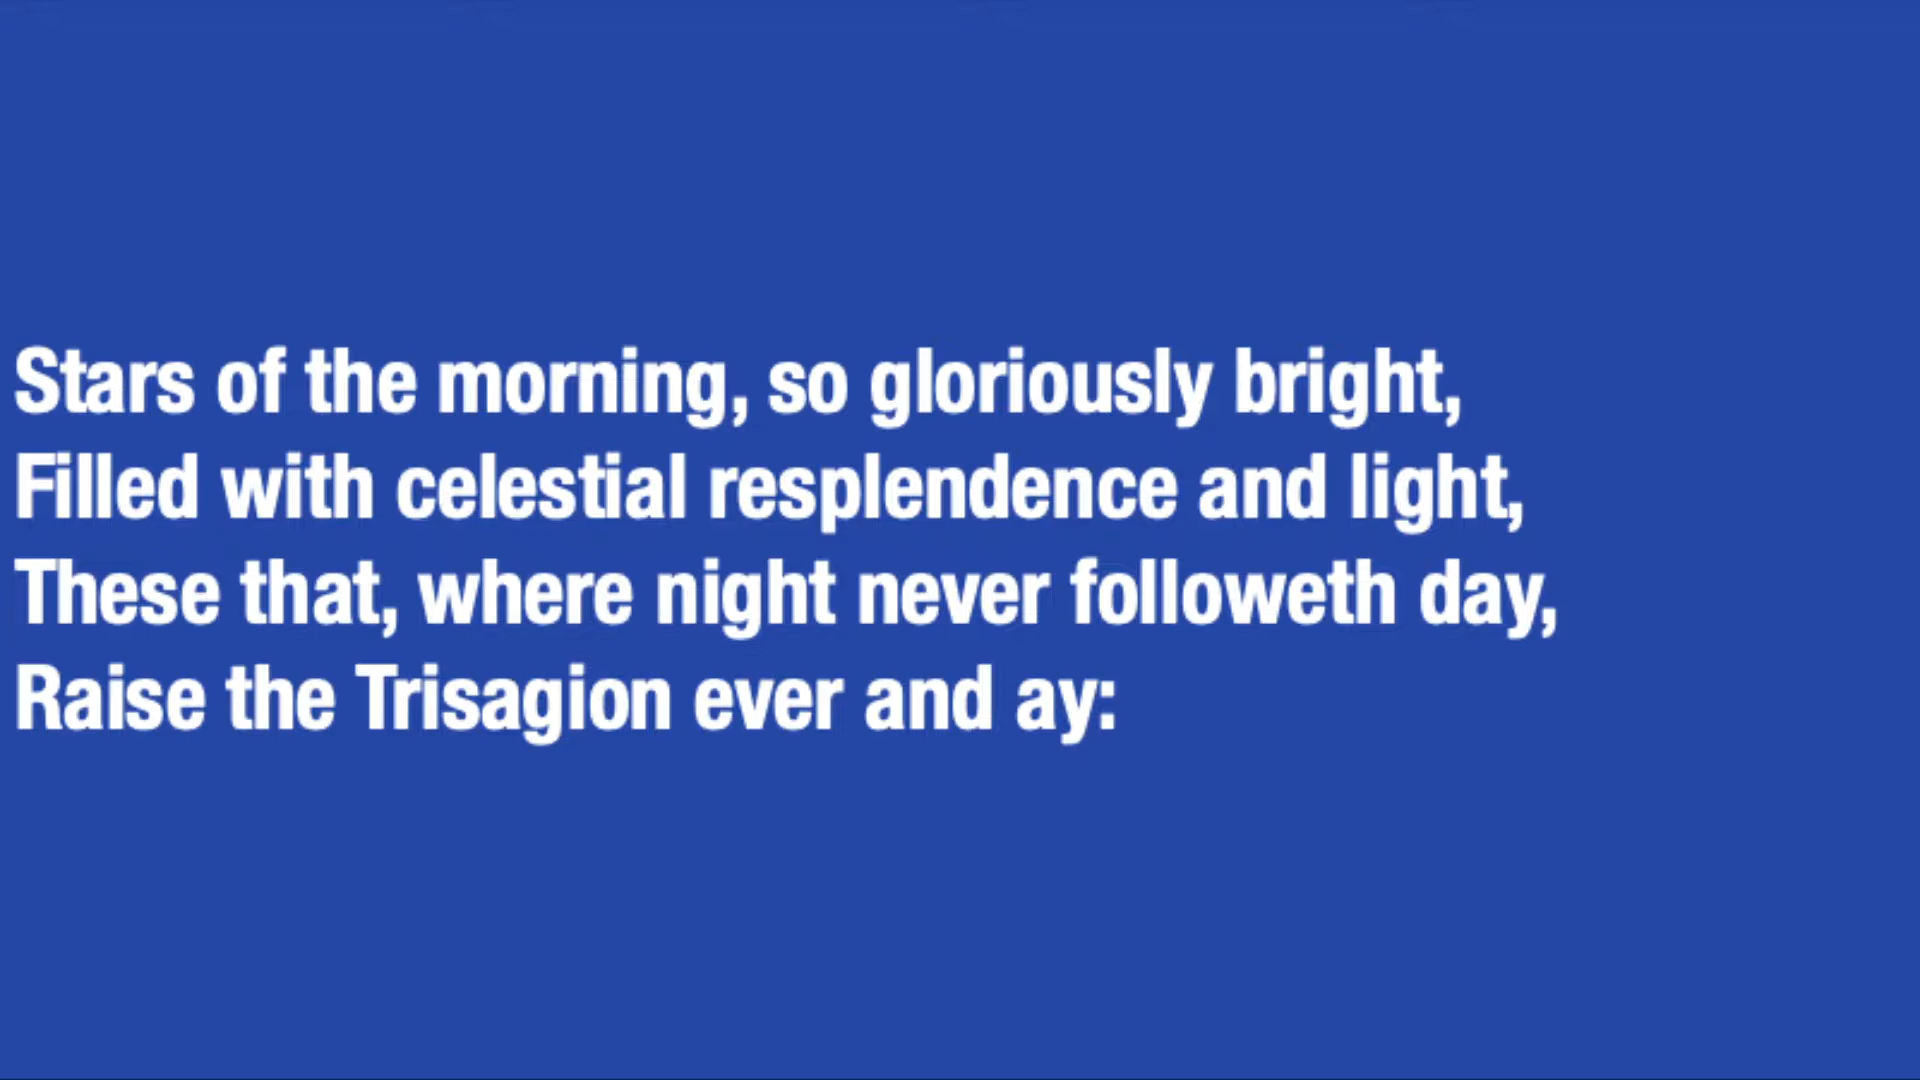 Stars of the morning, so gloriously bright,
Filled with celestial resplendence and light,
These that, where night never followeth day,
Raise the Trisagion ever and ay: